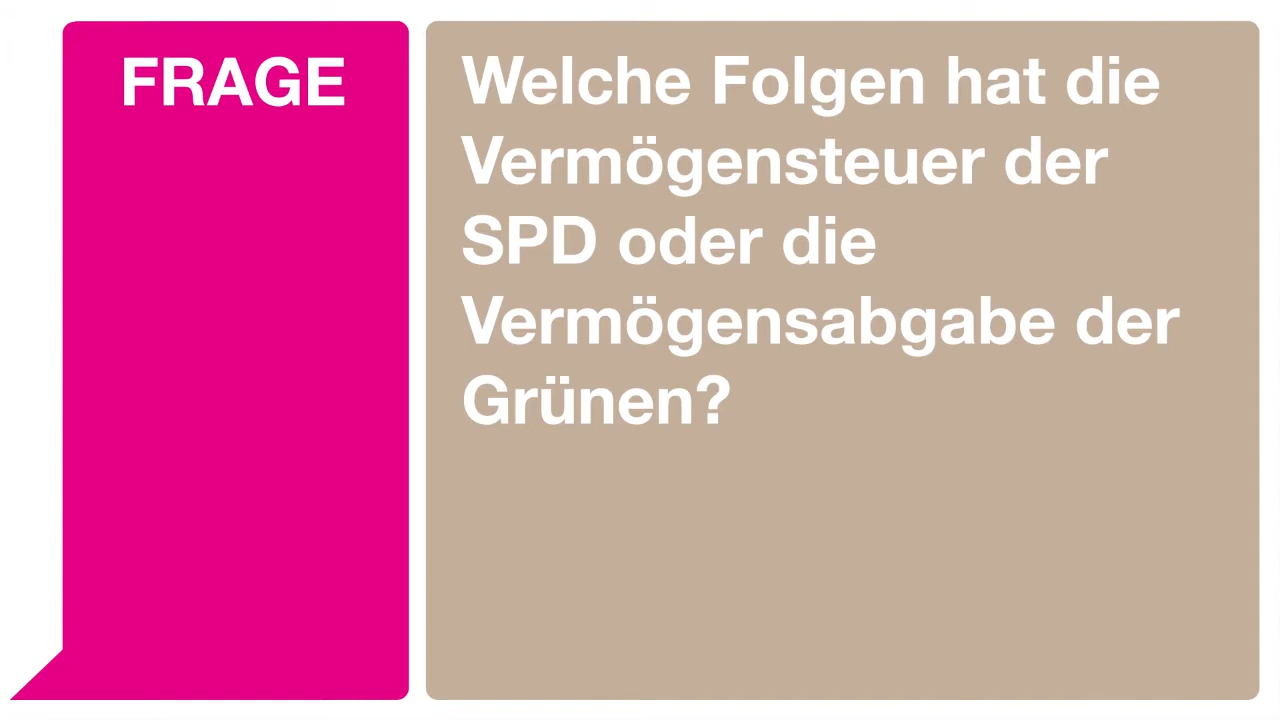 FRAGE
Welche Folgen hat die
Vermögensteuer der
SPD oder die
Vermögensabgabe der
Grünen?